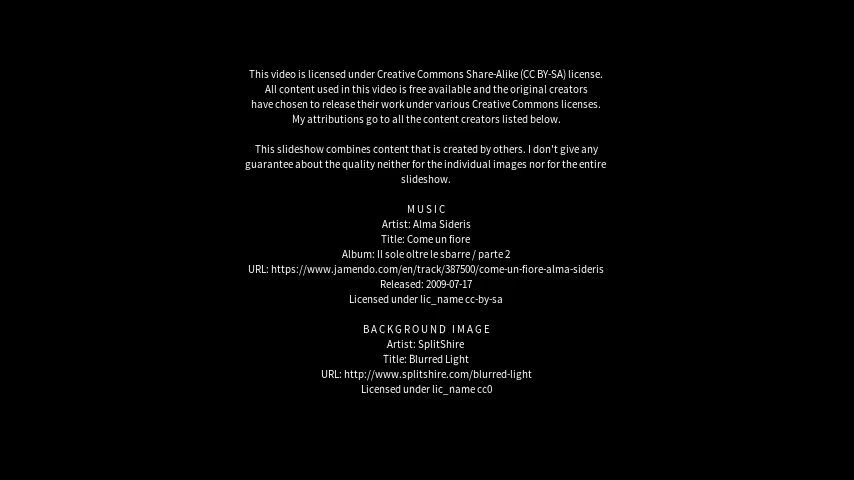 This video is licensed under Creative Commons Share-Alike (CC BY-SA) license.
All content used in this video is free available and the original creators
have chosen to release their work under various Creative Commons licenses.
My attributions go to all the content creators listed below.
This slideshow combines content that is created by others. I don't give any
guarantee about the quality neither for the individual images nor for the entire
slideshow.
MUSIC
Artist: Alma Sideris
Title: Come un fiore
Album: Il sole oltre le sbarre / parte 2
URL: https://www.jamendo.com/en/track/387500/come-un-fiore-alma-sideris
Released: 2009-07-17
Licensed under lic_name cc-by-sa
BACKGROUND IMAGE
Artist: SplitShire
Title: Blurred Light
URL: http://www.splitshire.com/blurred-light
Licensed under lic_name cc0